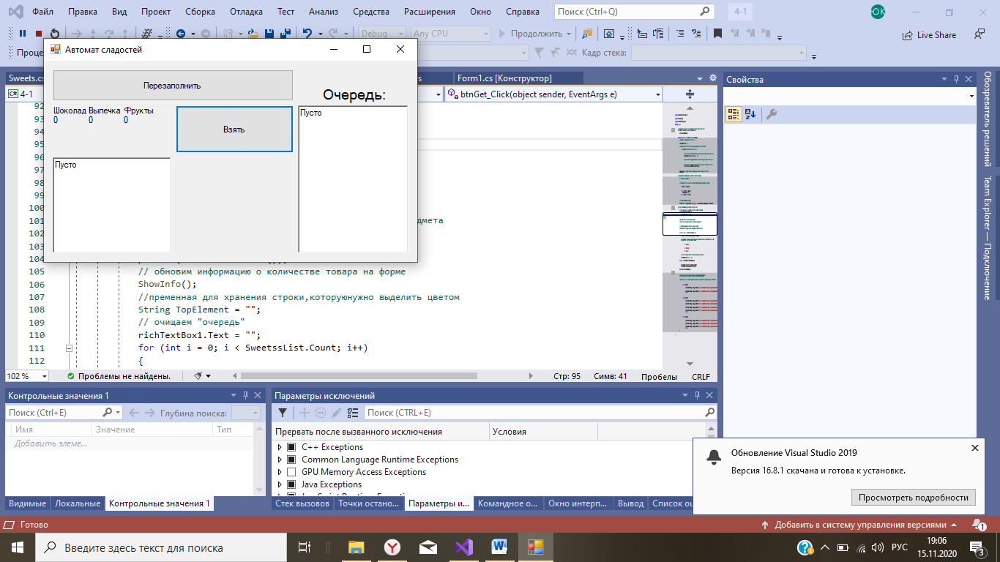 Файл Правка Вид Проект Сборка Отладка Тест Анализ Средства Расширения Окно Справка Поиск (Ctrl+Q) 4-1 OK
Debug Any CPU Продолжить Live Share
Проце Кадр стека:
Автомат сладостей
Перезаполнить
Шоколад Выпечка Фрукты
0 0 0
Взять
Очередь:
Пусто
Пусто
Sweets.cs s Form1.cs [Конструктор]
4-1 btnGet_Click(object sender, EventArgs e)
92
93
94
95
96
97
98
99
100
101 дмета
102
103
104
105 // обновим информацию о количестве товара на форме
106 ShowInfo();
107 //пременная для хранения строки,которуюнужно выделить цветом
108 String TopElement = "";
109 // очищаем "очередь"
110 richTextBox1.Text = "";
111 for (int i = 0; i < SweetssList.Count; i++)
112 {
102 % Проблемы не найдены. Стр: 95 Симв: 41 Пробелы CRLF
Свойства
Обозреватель решений
Team Explorer — Подключение
Контрольные значения 1
Поиск (Ctrl+E) Глубина поиска:
Имя Значение Тип
Добавить элеме...
Видимые Локальные Контрольные значения 1
Параметры исключений
Поиск (CTRL+E)
Прервать после вызванного исключения Условия
C++ Exceptions
Common Language Runtime Exceptions
GPU Memory Access Exceptions
Java Exceptions
Стек вызовов Точки остано... Параметры и... Командное о... Окно интерп... Вывод Список ош
Обновление Visual Studio 2019
Версия 16.8.1 скачана и готова к установке.
Просмотреть подробности
Готово Добавить в систему управления версиями 1
Введите здесь текст для поиска
РУС 19:06
15.11.2020 3